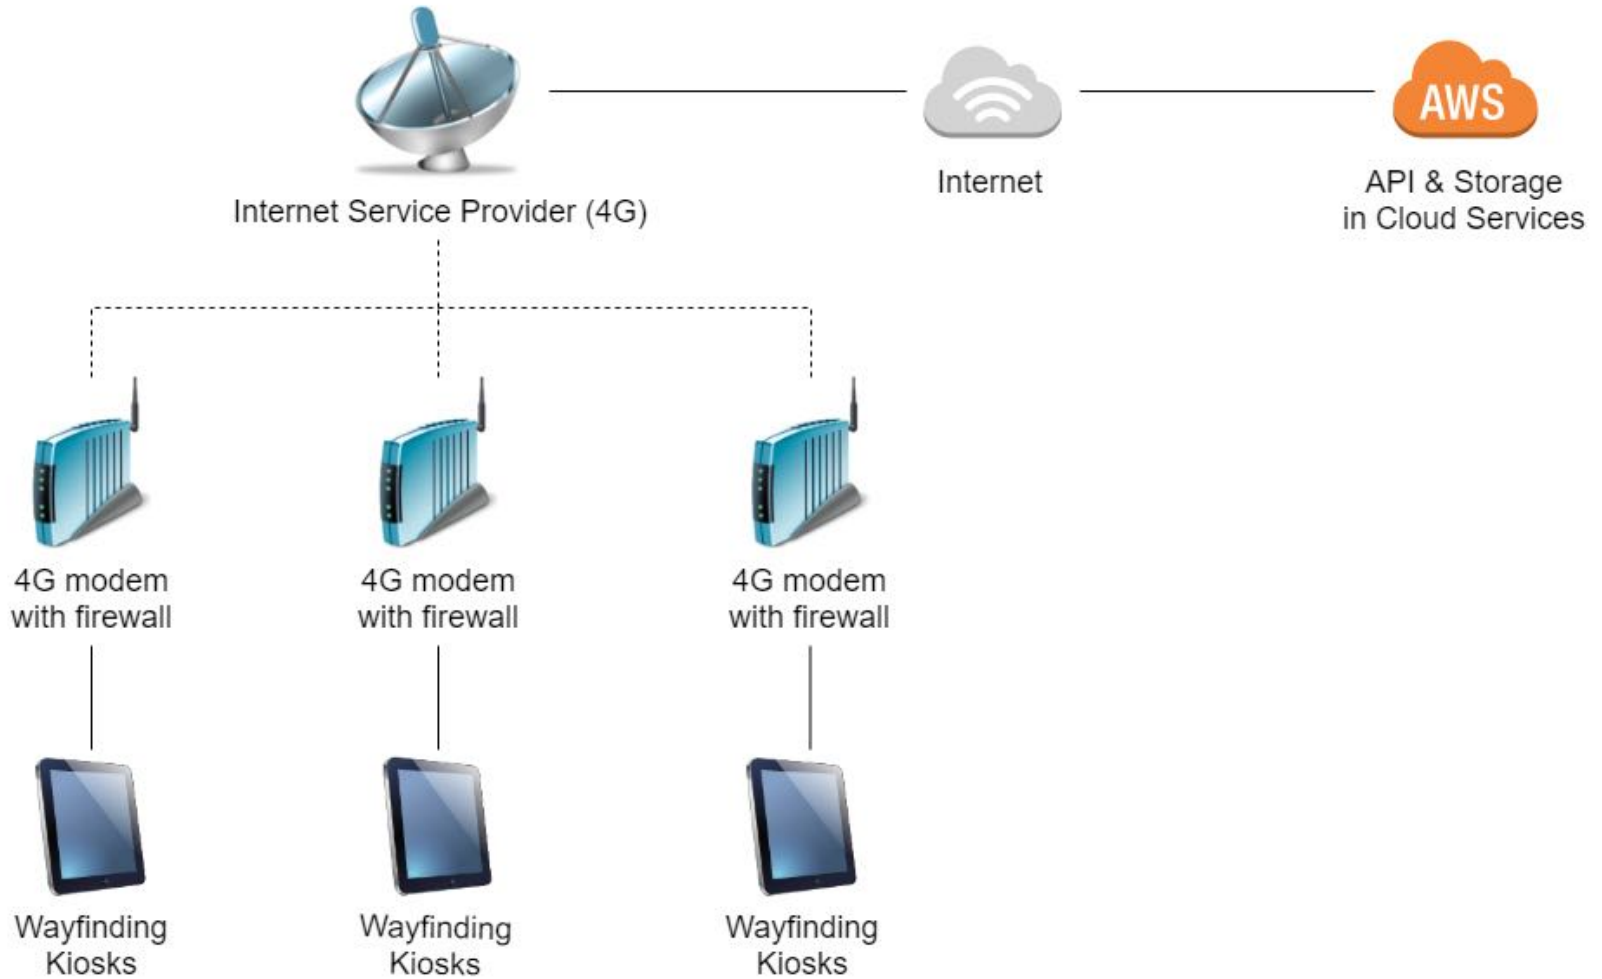 AWS
Internet
API & Storage
in Cloud Services
Internet Service Provider (4G)
4G modem
with firewall
4G modem
with firewall
4G modem
with firewall
Wayfinding
Kiosks
Wayfinding
Kiosks
Wayfinding
Kiosks